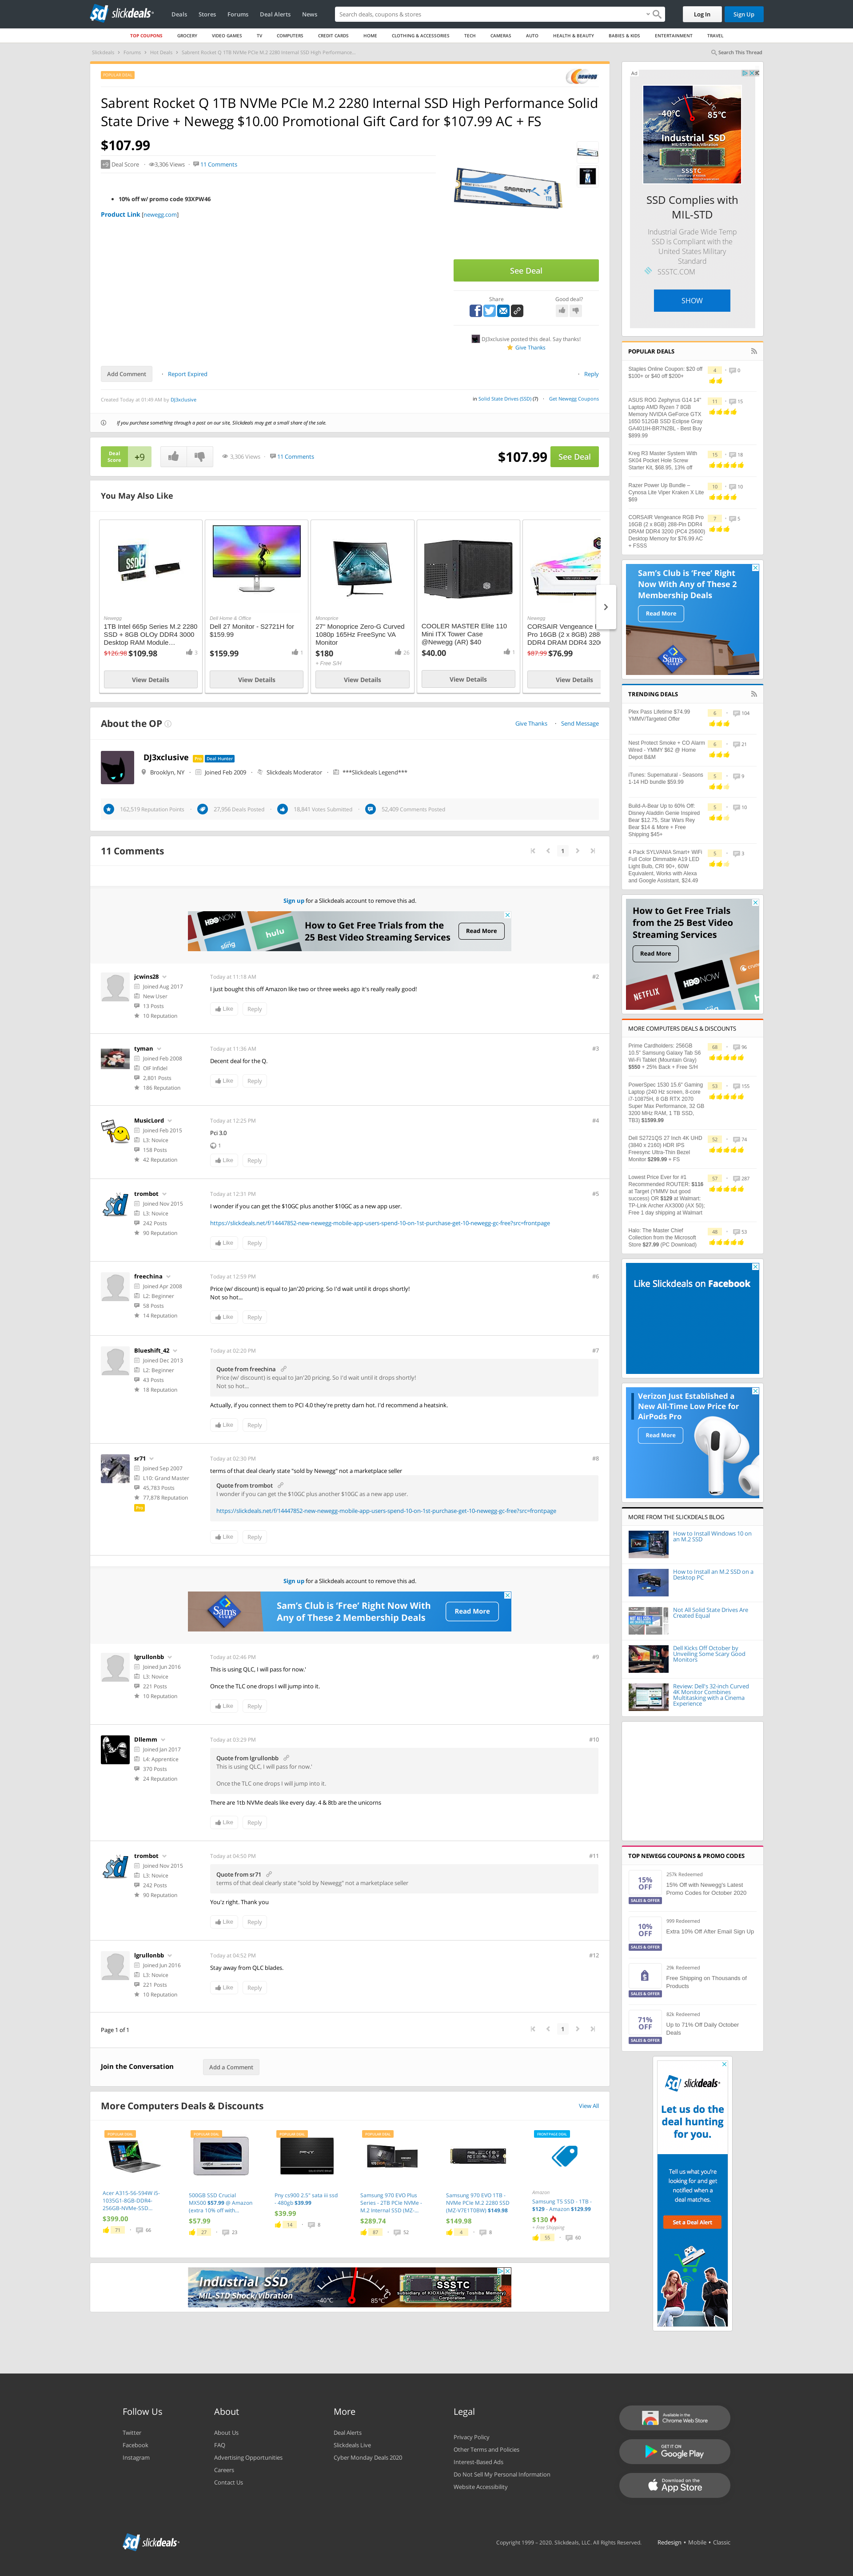 slickdeals
Deals
Stores
Forums
Deal Alerts
News
Search deals, coupons & stores
Log In
Sign Up
TOP COUPONS
GROCERY
VIDEO GAMES
TV
COMPUTERS
CREDIT CARDS
HOME
CLOTHING & ACCESSORIES
TECH
CAMERAS
AUTO
HEALTH & BEAUTY
BABIES & KIDS
ENTERTAINMENT
TRAVEL
Slickdeals
Forums
Hot Deals
Sabrent Rocket Q 1TB NVMe PCIe M.2 2280 Internal SSD High Performance...
Search This Thread
POPULAR DEAL
newegg
Sabrent Rocket Q 1TB NVMe PCIe M.2 2280 Internal SSD High Performance Solid
State Drive + Newegg $10.00 Promotional Gift Card for $107.99 AC + FS
$107.99
+9 Deal Score
3,306 Views
11 Comments
• 10% off w/ promo code 93XPW46
Product Link [newegg.com]
See Deal
Share
Good deal?
DJ3xclusive posted this deal. Say thanks!
Give Thanks
Add Comment
Report Expired
Reply
Created Today at 01:49 AM by DJ3xclusive
in Solid State Drives (SSD) (?)
Get Newegg Coupons
If you purchase something through a post on our site, Slickdeals may get a small share of the sale.
Deal
Score
+9
3,306 Views
11 Comments
$107.99
See Deal
You May Also Like
Newegg
1TB Intel 665p Series M.2 2280
SSD + 8GB OLOy DDR4 3000
Desktop RAM Module...
$126.98 $109.98
3
View Details
Dell Home & Office
Dell 27 Monitor - S2721H for
$159.99
$159.99
1
View Details
Monoprice
27" Monoprice Zero-G Curved
1080p 165Hz FreeSync VA
Monitor
$180
26
+ Free S/H
View Details
COOLER MASTER Elite 110
Mini ITX Tower Case
@Newegg (AR) $40
$40.00
1
View Details
Newegg
CORSAIR Vengeance
Pro 16GB (2 x 8GB) 288
DDR4 DRAM DDR4 320
$87.99 $76.99
View Details
About the OP
Give Thanks
Send Message
DJ3xclusive
Pro
Deal Hunter
Brooklyn, NY
Joined Feb 2009
Slickdeals Moderator
***Slickdeals Legend***
162,519 Reputation Points
27,956 Deals Posted
18,841 Votes Submitted
52,409 Comments Posted
11 Comments
1
Sign up for a Slickdeals account to remove this ad.
HBO NOW
hulu
sling
How to Get Free Trials from the
25 Best Video Streaming Services
Read More
jcwins28
Joined Aug 2017
New User
13 Posts
10 Reputation
Today at 11:18 AM
#2
I just bought this off Amazon like two or three weeks ago it's really really good!
Like
Reply
tyman
Joined Feb 2008
OlF Infidel
2,801 Posts
186 Reputation
Today at 11:36 AM
#3
Decent deal for the Q.
Like
Reply
MusicLord
Joined Feb 2015
L3: Novice
158 Posts
42 Reputation
Today at 12:25 PM
#4
Pci 3.0
1
Like
Reply
trombot
Joined Nov 2015
L3: Novice
242 Posts
90 Reputation
Today at 12:31 PM
#5
I wonder if you can get the $10GC plus another $10GC as a new app user.
https://slickdeals.net/f/14447852-new-newegg-mobile-app-users-spend-10-on-1st-purchase-get-10-newegg-gc-free?src=frontpage
Like
Reply
freechina
Joined Apr 2008
L2: Beginner
58 Posts
14 Reputation
Today at 12:59 PM
#6
Price (w/ discount) is equal to Jan'20 pricing. So I'd wait until it drops shortly!
Not so hot...
Like
Reply
Blueshift_42
Joined Dec 2013
L2: Beginner
43 Posts
18 Reputation
Today at 02:20 PM
#7
Quote from freechina
Price (w/ discount) is equal to Jan'20 pricing. So I'd wait until it drops shortly!
Not so hot...
Actually, if you connect them to PCI 4.0 they're pretty darn hot. I'd recommend a heatsink.
Like
Reply
sr71
Joined Sep 2007
L10: Grand Master
45,783 Posts
77,878 Reputation
Pro
Today at 02:30 PM
#8
terms of that deal clearly state "sold by Newegg" not a marketplace seller
Quote from trombot
I wonder if you can get the $10GC plus another $10GC as a new app user.
https://slickdeals.net/f/14447852-new-newegg-mobile-app-users-spend-10-on-1st-purchase-get-10-newegg-gc-free?src=frontpage
Like
Reply
Sign up for a Slickdeals account to remove this ad.
Sam's Club
Sam's Club is 'Free' Right Now With
Any of These 2 Membership Deals
Read More
lgrullonbb
Joined Jun 2016
L3: Novice
221 Posts
10 Reputation
Today at 02:46 PM
#9
This is using QLC, I will pass for now.'
Once the TLC one drops I will jump into it.
Like
Reply
Dllemm
Joined Jan 2017
L4: Apprentice
370 Posts
24 Reputation
Today at 03:29 PM
#10
Quote from lgrullonbb
This is using QLC, I will pass for now.'
Once the TLC one drops I will jump into it.
There are 1tb NVMe deals like every day. 4 & 8tb are the unicorns
Like
Reply
trombot
Joined Nov 2015
L3: Novice
242 Posts
90 Reputation
Today at 04:50 PM
#11
Quote from sr71
terms of that deal clearly state "sold by Newegg" not a marketplace seller
You'z right. Thank you
Like
Reply
lgrullonbb
Joined Jun 2016
L3: Novice
221 Posts
10 Reputation
Today at 04:52 PM
#12
Stay away from QLC blades.
Like
Reply
Page 1 of 1
1
Join the Conversation
Add a Comment
More Computers Deals & Discounts
View All
POPULAR DEAL
Acer A315-56-594W i5-
1035G1-8GB-DDR4-
256GB-NVMe-SSD...
$399.00
71
66
POPULAR DEAL
500GB SSD Crucial
MX500 $57.99 @ Amazon
(extra 10% off with...
$57.99
27
23
POPULAR DEAL
Pny cs900 2.5" sata iii ssd
- 480gb $39.99
$39.99
14
8
POPULAR DEAL
Samsung 970 EVO Plus
Series - 2TB PCIe NVMe -
M.2 Internal SSD (MZ-...
$289.74
87
52
Samsung 970 EVO 1TB -
NVMe PCIe M.2 2280 SSD
(MZ-V7E1T0BW) $149.98
$149.98
4
8
FRONTPAGE DEAL
Amazon
Samsung T5 SSD - 1TB -
$129 - Amazon $129.99
$130
+ Free Shipping
55
60
Industrial SSD
MIL-STD Shock/Vibration
-40℃
85℃
SSSTC
subsidiary of KIOXIA(formerly Toshiba Memory) Corporation
Ad
-40℃
85℃
Industrial SSD
MIL-STD Shock/Vibration
SSSTC
SSD Complies with
MIL-STD
Industrial Grade Wide Temp
SSD is Compliant with the
United States Military
Standard
SSSTC.COM
SHOW
POPULAR DEALS
Staples Online Coupon: $20 off
$100+ or $40 off $200+
4
0
ASUS ROG Zephyrus G14 14"
Laptop AMD Ryzen 7 8GB
Memory NVIDIA GeForce GTX
1650 512GB SSD Eclipse Gray
GA401IH-BR7N2BL - Best Buy
$899.99
11
15
Kreg R3 Master System With
SK04 Pocket Hole Screw
Starter Kit, $68.95, 13% off
15
18
Razer Power Up Bundle –
Cynosa Lite Viper Kraken X Lite
$69
10
10
CORSAIR Vengeance RGB Pro
16GB (2 x 8GB) 288-Pin DDR4
DRAM DDR4 3200 (PC4 25600)
Desktop Memory for $76.99 AC
+ FSSS
7
5
Sam's Club is 'Free' Right
Now With Any of These 2
Membership Deals
Read More
Sam's Club
TRENDING DEALS
Plex Pass Lifetime $74.99
YMMV/Targeted Offer
6
104
Nest Protect Smoke + CO Alarm
Wired - YMMY $62 @ Home
Depot B&M
6
21
iTunes: Supernatural - Seasons
1-14 HD bundle $59.99
5
9
Build-A-Bear Up to 60% Off:
Disney Aladdin Genie Inspired
Bear $12.75, Star Wars Rey
Bear $14 & More + Free
Shipping $45+
5
10
4 Pack SYLVANIA Smart+ WiFi
Full Color Dimmable A19 LED
Light Bulb, CRI 90+, 60W
Equivalent, Works with Alexa
and Google Assistant, $24.49
5
3
How to Get Free Trials
from the 25 Best Video
Streaming Services
Read More
NETFLIX
HBO NOW
hulu
sling
MORE COMPUTERS DEALS & DISCOUNTS
Prime Cardholders: 256GB
10.5" Samsung Galaxy Tab S6
Wi-Fi Tablet (Mountain Gray)
$550 + 25% Back + Free S/H
68
96
PowerSpec 1530 15.6" Gaming
Laptop (240 Hz screen, 8-core
i7-10875H, 8 GB RTX 2070
Super Max Performance, 32 GB
3200 MHz RAM, 1 TB SSD,
TB3) $1599.99
53
155
Dell S2721QS 27 Inch 4K UHD
(3840 x 2160) HDR IPS
Freesync Ultra-Thin Bezel
Monitor $299.99 + FS
52
74
Lowest Price Ever for #1
Recommended ROUTER: $116
at Target (YMMV but good
success) OR $129 at Walmart
TP-Link Archer AX3000 (AX 50);
Free 1 day shipping at Walmart
57
287
Halo: The Master Chief
Collection from the Microsoft
Store $27.99 (PC Download)
48
53
Like Slickdeals on Facebook
Verizon Just Established a
New All-Time Low Price for
AirPods Pro
Read More
MORE FROM THE SLICKDEALS BLOG
How to Install Windows 10 on
an M.2 SSD
How to Install an M.2 SSD on a
Desktop PC
Not All Solid State Drives Are
Created Equal
Dell Kicks Off October by
Unveiling Some Scary Good
Monitors
Review: Dell's 32-inch Curved
4K Monitor Combines
Multitasking with a Cinema
Experience
TOP NEWEGG COUPONS & PROMO CODES
15%
OFF
SALES & OFFER
257k Redeemed
15% Off with Newegg's Latest
Promo Codes for October 2020
10%
OFF
SALES & OFFER
999 Redeemed
Extra 10% Off After Email Sign Up
SALES & OFFER
29k Redeemed
Free Shipping on Thousands of
Products
71%
OFF
SALES & OFFER
82k Redeemed
Up to 71% Off Daily October
Deals
slickdeals
Let us do the
deal hunting
for you.
Tell us what you're
looking for and get
notified when a
deal matches.
Set a Deal Alert
Follow Us
Twitter
Facebook
Instagram
About
About Us
FAQ
Advertising Opportunities
Careers
Contact Us
More
Deal Alerts
Slickdeals Live
Cyber Monday Deals 2020
Legal
Privacy Policy
Other Terms and Policies
Interest-Based Ads
Do Not Sell My Personal Information
Website Accessibility
Available in the
Chrome Web Store
GET IT ON
Google Play
Download on the
App Store
slickdeals
Copyright 1999 – 2020. Slickdeals, LLC. All Rights Reserved.
Redesign • Mobile • Classic